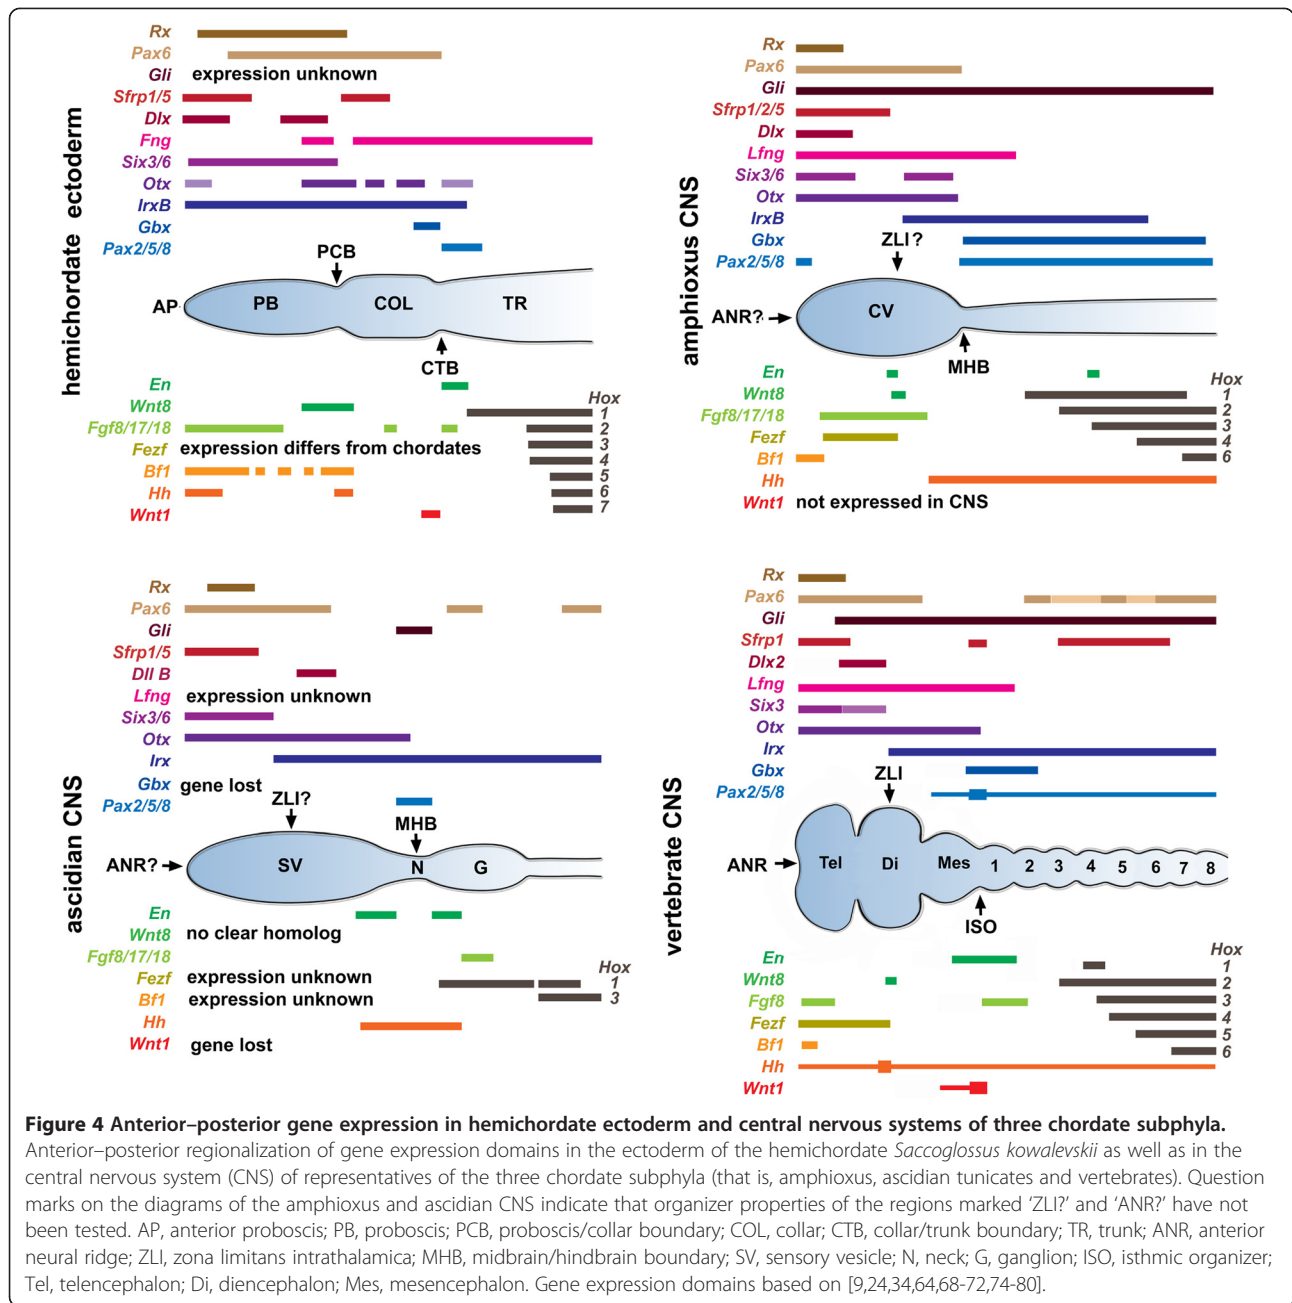 Rx
Pax6
Gli expression unknown
Sfrp1/5
Dlx
Fng
Six3/6
Otx
IrxB
Gbx
Pax2/5/8
hemichordate ectoderm
PCB
AP
PB
COL
TR
CTB
En
Wnt8
Fgf8/17/18
Fezf expression differs from chordates
Bf1
Hh
Wnt1
Hox
1
2
3
4
5
6
7
Rx
Pax6
Gli
Sfrp1/2/5
Dlx
Lfng
Six3/6
Otx
IrxB
Gbx
Pax2/5/8
amphioxus CNS
ZLI?
ANR?
CV
MHB
En
Wnt8
Fgf8/17/18
Fezf
Bf1
Hh
Wnt1 not expressed in CNS
Hox
1
2
3
4
6
Rx
Pax6
Gli
Sfrp1/5
Dll B
Lfng expression unknown
Six3/6
Otx
Irx
Gbx gene lost
Pax2/5/8
ascidian CNS
ZLI?
MHB
ANR?
SV
N
G
En
Wnt8 no clear homolog
Fgf8/17/18
Fezf expression unknown
Bf1 expression unknown
Hh
Wnt1 gene lost
Hox
1
3
Rx
Pax6
Gli
Sfrp1
Dlx2
Lfng
Six3
Otx
Irx
Gbx
Pax2/5/8
vertebrate CNS
ZLI
ANR
Tel
Di
Mes
1 2 3 4 5 6 7 8
ISO
En
Wnt8
Fgf8
Fezf
Bf1
Hh
Wnt1
Hox
1
2
3
4
5
6
Figure 4 Anterior–posterior gene expression in hemichordate ectoderm and central nervous systems of three chordate subphyla.
Anterior–posterior regionalization of gene expression domains in the ectoderm of the hemichordate Saccoglossus kowalevskii as well as in the
central nervous system (CNS) of representatives of the three chordate subphyla (that is, amphioxus, ascidian tunicates and vertebrates). Question
marks on the diagrams of the amphioxus and ascidian CNS indicate that organizer properties of the regions marked ‘ZLI?’ and ‘ANR?’ have not
been tested. AP, anterior proboscis; PB, proboscis; PCB, proboscis/collar boundary; COL, collar; CTB, collar/trunk boundary; TR, trunk; ANR, anterior
neural ridge; ZLI, zona limitans intrathalamica; MHB, midbrain/hindbrain boundary; SV, sensory vesicle; N, neck; G, ganglion; ISO, isthmic organizer;
Tel, telencephalon; Di, diencephalon; Mes, mesencephalon. Gene expression domains based on [9,24,34,64,68-72,74-80].